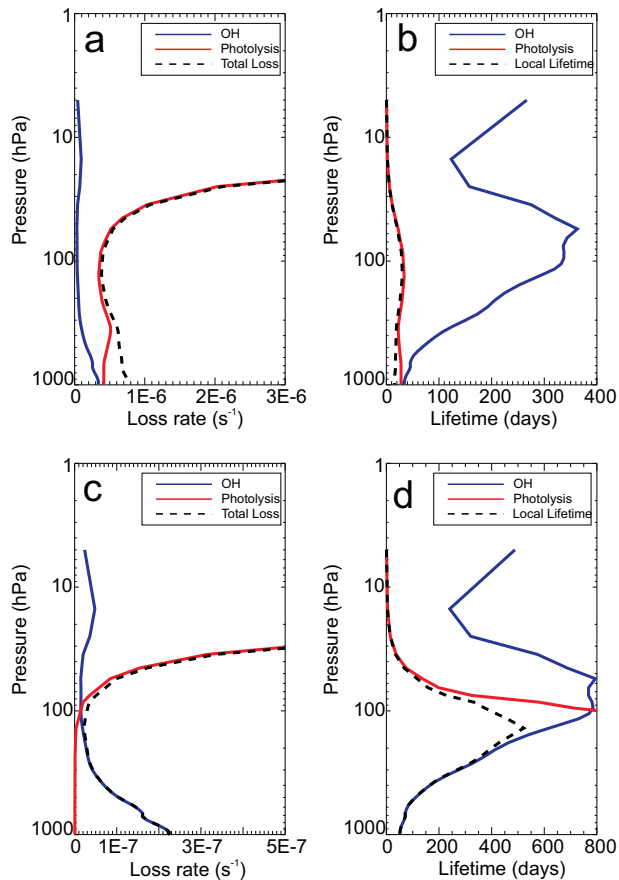 a
OH
Photolysis
Total Loss
1
10
100
1000
Pressure (hPa)
0 1E-6 2E-6 3E-6
Loss rate (s⁻¹)
b
OH
Photolysis
Local Lifetime
1
10
100
1000
Pressure (hPa)
0 100 200 300 400
Lifetime (days)
c
OH
Photolysis
Total Loss
1
10
100
1000
Pressure (hPa)
0 1E-7 3E-7 5E-7
Loss rate (s⁻¹)
d
OH
Photolysis
Local Lifetime
1
10
100
1000
Pressure (hPa)
0 200 400 600 800
Lifetime (days)